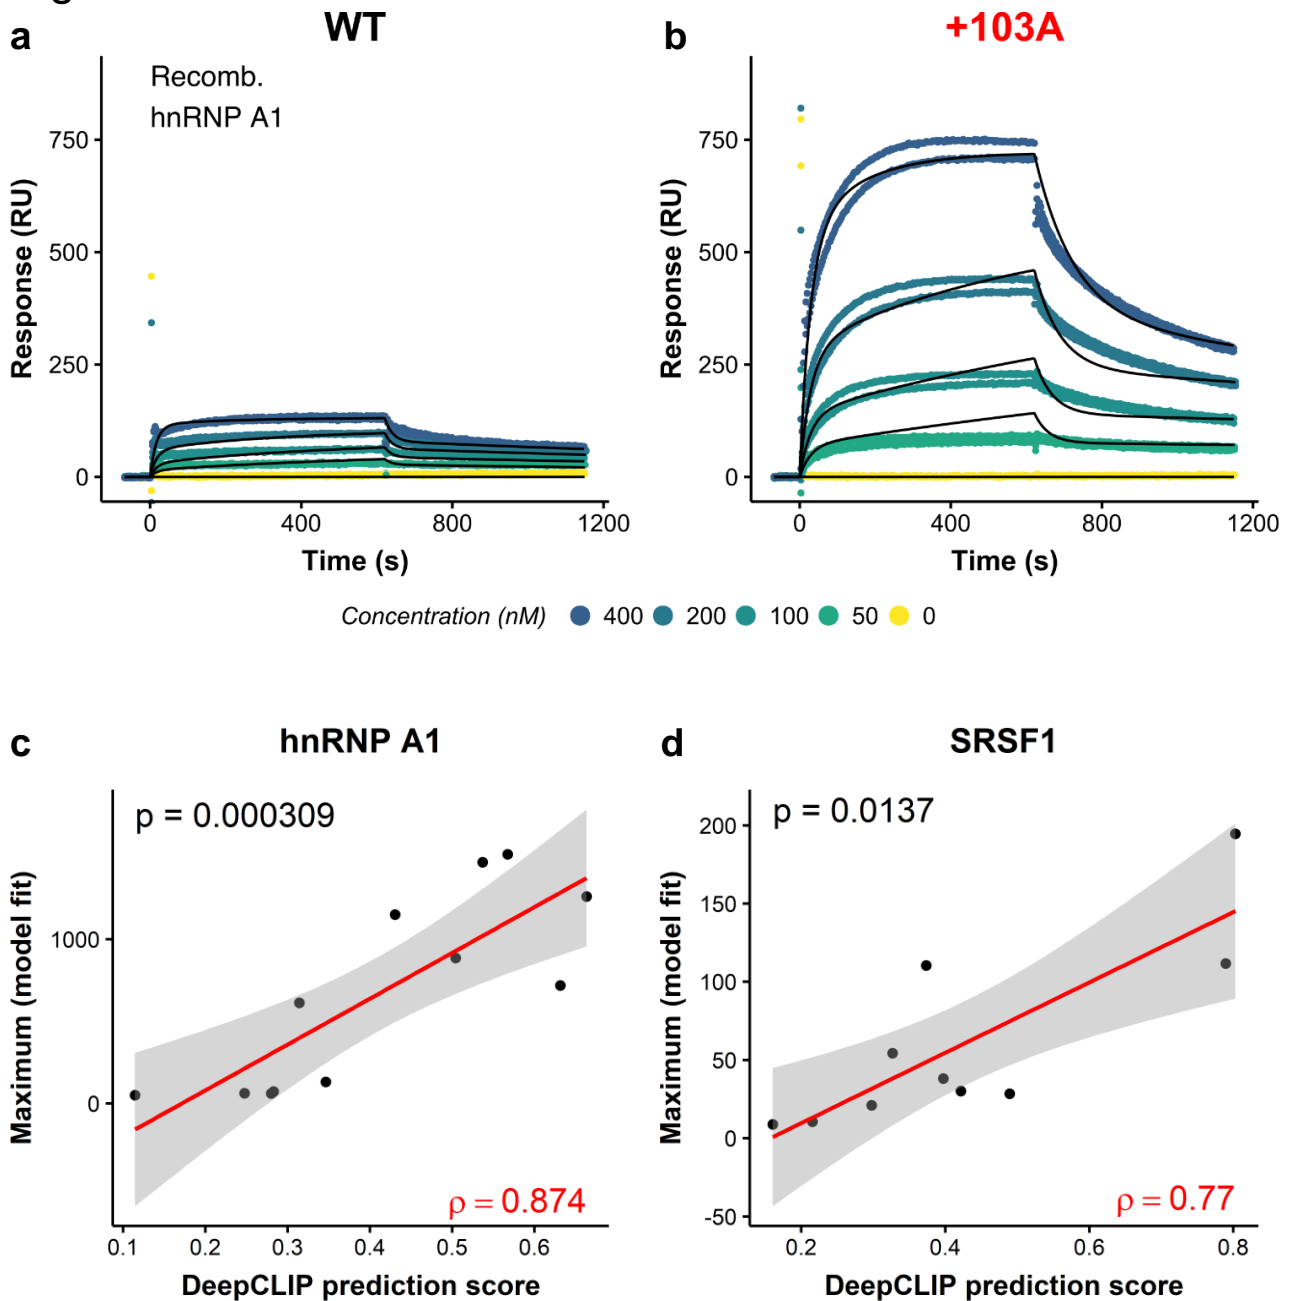 a
WT
b
+103A
Recomb.
hnRNP A1
Response (RU)
750
500
250
0
0
400
800
1200
Time (s)
Response (RU)
750
500
250
0
0
400
800
1200
Time (s)
Concentration (nM) 400 200 100 50 0
c
hnRNP A1
d
SRSF1
p = 0.000309
Maximum (model fit)
1000
0
ρ = 0.874
0.1
0.2
0.3
0.4
0.5
0.6
DeepCLIP prediction score
p = 0.0137
Maximum (model fit)
200
150
100
50
0
-50
ρ = 0.77
0.2
0.4
0.6
0.8
DeepCLIP prediction score